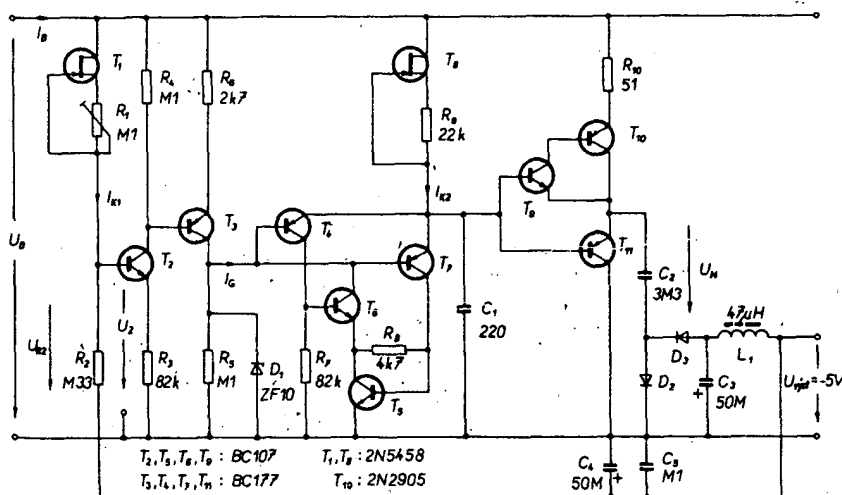 I_B
T_1
R_1
M1
I_K1
R_4
M1
R_6
2k7
T_8
R_9
22k
I_K2
R_10
51
T_10
T_9
T_11
T_3
T_2
T_4
T_7
T_6
T_5
I_G
U_B
U_R2
U_2
R_2
M33
R_3
82k
R_5
M1
D_1
ZF10
R_7
82k
R_8
4k7
C_1
220
C_2
3M3
U_M
47µH
L_1
D_3
D_2
C_3
50M
+
=-5V
T_2, T_5, T_6, T_9 : BC107
T_3, T_4, T_7, T_11 : BC177
T_1, T_8 : 2N5458
T_10 : 2N2905
C_4
50M
+
C_5
M1